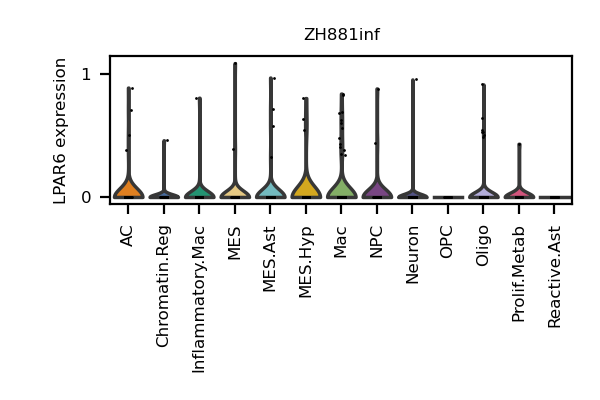 ZH881inf
LPAR6 expression
1
0
AC
Chromatin.Reg
Inflammatory.Mac
MES
MES.Ast
MES.Hyp
Mac
NPC
Neuron
OPC
Oligo
Prolif.Metab
Reactive.Ast